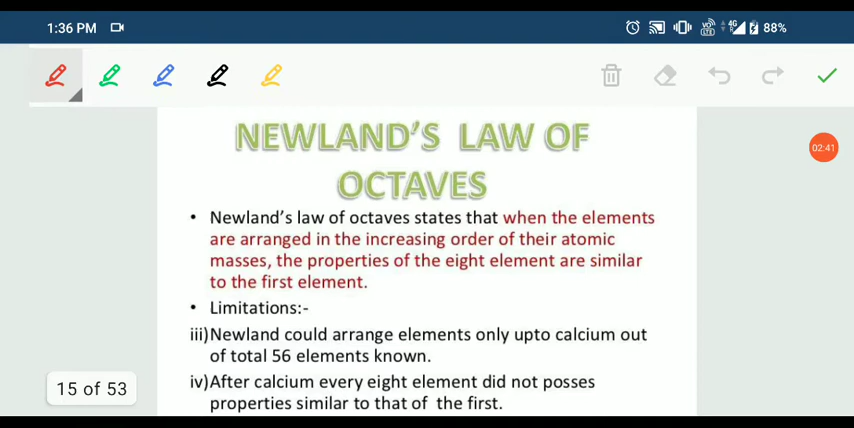 1:36 PM
VO LTE 4G 88%
02:41
NEWLAND'S LAW OF
OCTAVES
• Newland's law of octaves states that when the elements
are arranged in the increasing order of their atomic
masses, the properties of the eight element are similar
to the first element.
• Limitations:-
iii)Newland could arrange elements only upto calcium out
of total 56 elements known.
iv)After calcium every eight element did not posses
properties similar to that of the first.
15 of 53